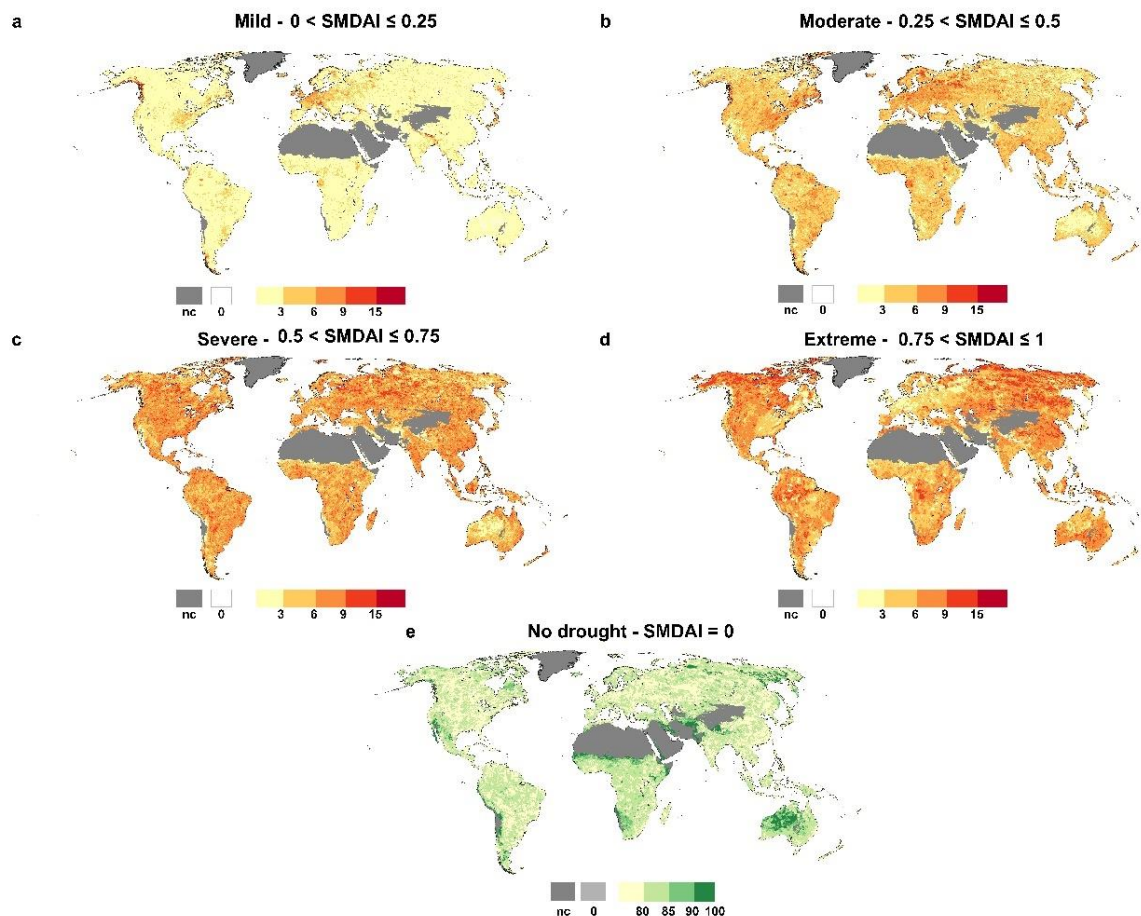 a Mild - 0 < SMDAI ≤ 0.25
b Moderate - 0.25 < SMDAI ≤ 0.5
nc 0 3 6 9 15
nc 0 3 6 9 15
c Severe - 0.5 < SMDAI ≤ 0.75
d Extreme - 0.75 < SMDAI ≤ 1
nc 0 3 6 9 15
nc 0 3 6 9 15
e No drought - SMDAI = 0
nc 0 80 85 90 100